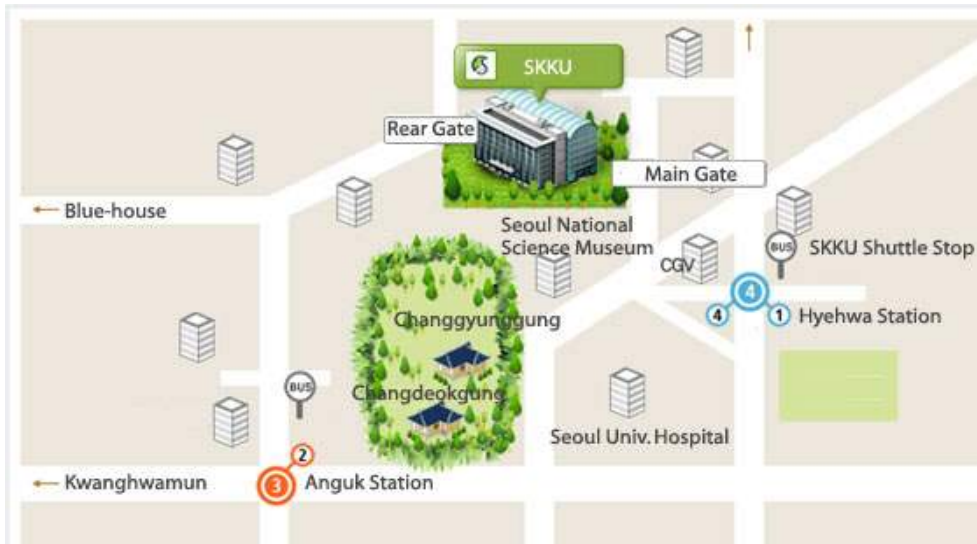 SKKU
Rear Gate
Main Gate
Blue-house
Seoul National
Science Museum
BUS
SKKU Shuttle Stop
CGV
4
4
1
Hyehwa Station
Changgyunggung
Changdeokgung
BUS
Seoul Univ. Hospital
2
Kwanghwamun
3
Anguk Station